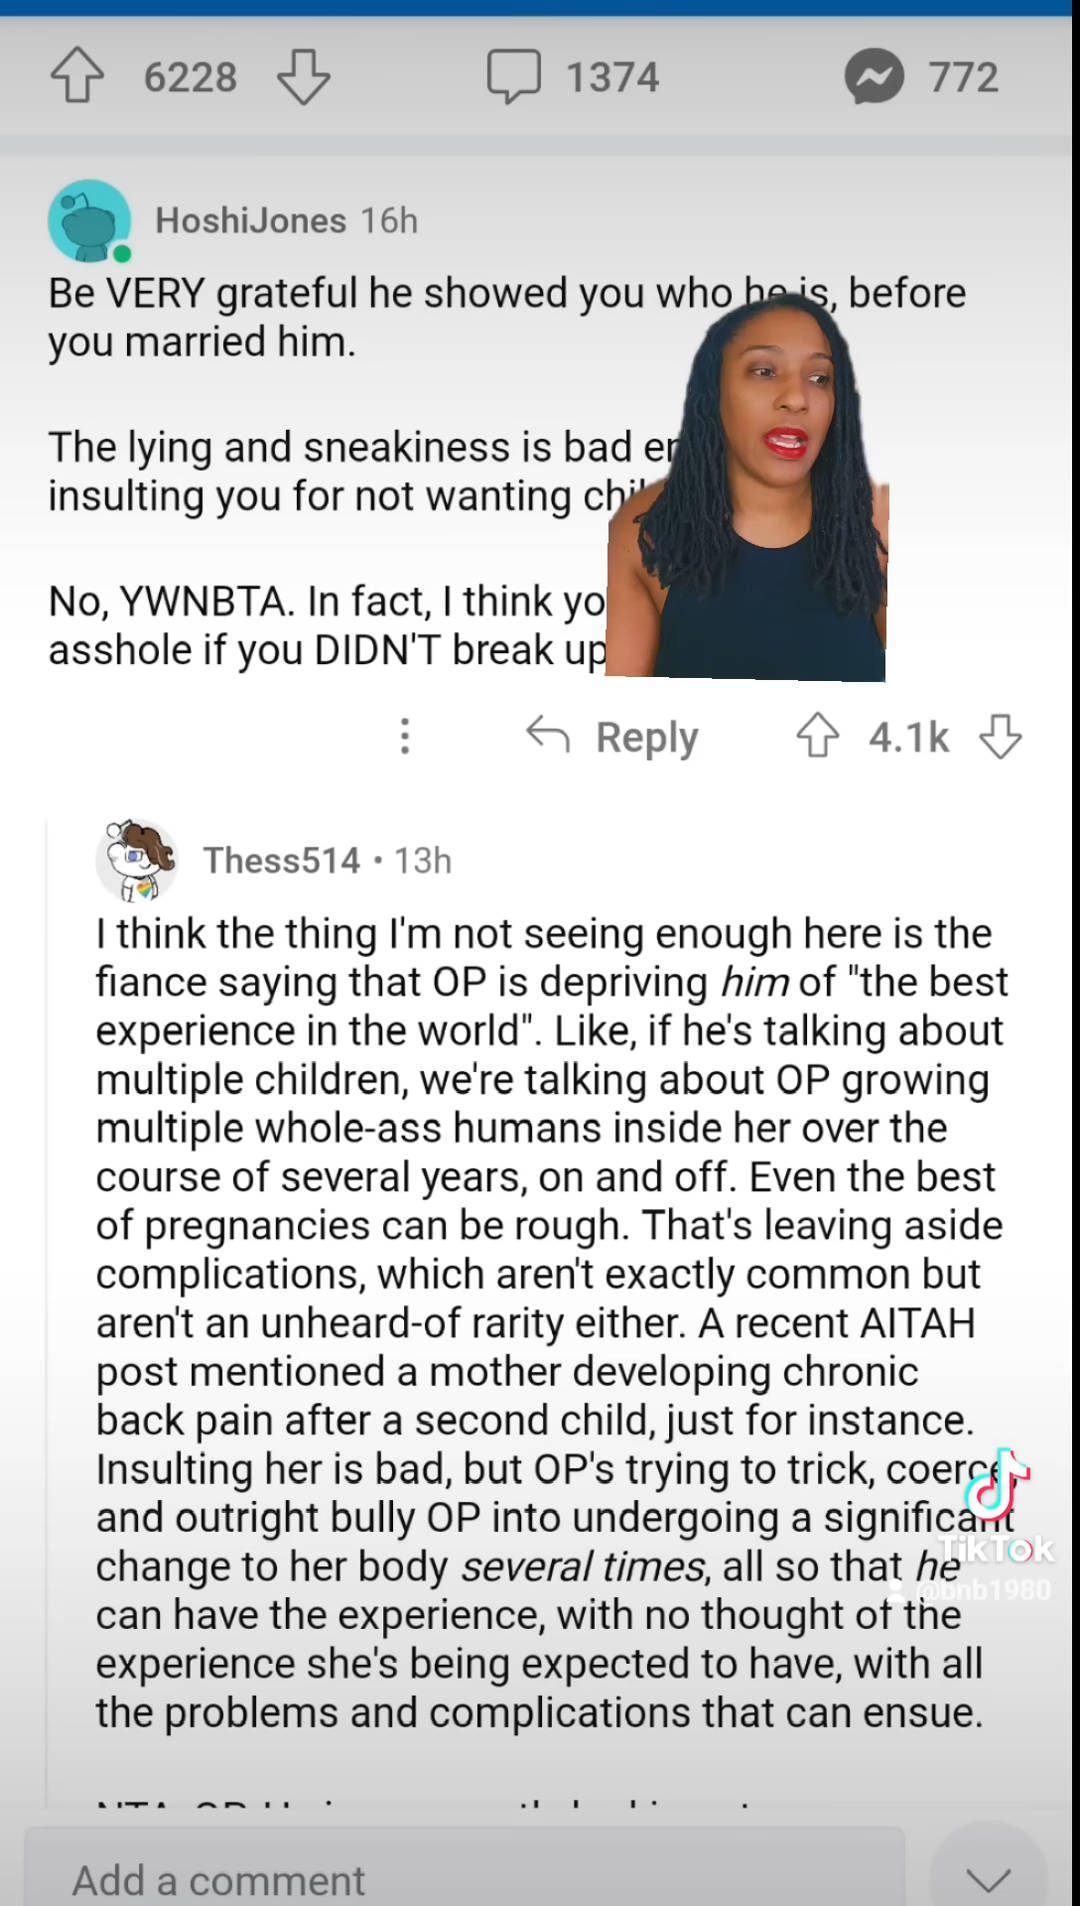 6228 1374 772
HoshiJones 16h
Be VERY grateful he showed you who he is, before
you married him.
The lying and sneakiness is bad
insulting you for not wanting
No, YWNBTA. In fact, I think
asshole if you DIDN'T break up
Reply 4.1k
Thess514 • 13h
I think the thing I'm not seeing enough here is the
fiance saying that OP is depriving him of "the best
experience in the world". Like, if he's talking about
multiple children, we're talking about OP growing
multiple whole-ass humans inside her over the
course of several years, on and off. Even the best
of pregnancies can be rough. That's leaving aside
complications, which aren't exactly common but
aren't an unheard-of rarity either. A recent AITAH
post mentioned a mother developing chronic
back pain after a second child, just for instance.
Insulting her is bad, but OP's trying to trick, coerce,
and outright bully OP into undergoing a significant
change to her body several times, all so that he
can have the experience, with no thought of the
experience she's being expected to have, with all
the problems and complications that can ensue.
TikTok
@bnb1980
Add a comment